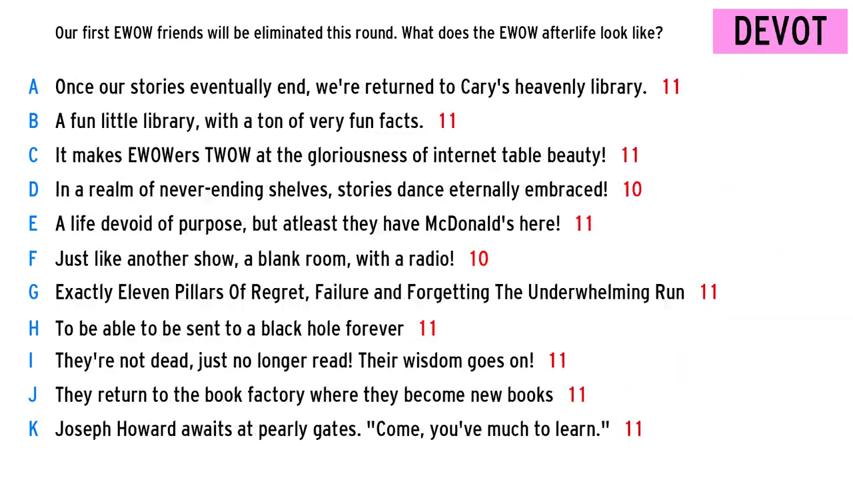 Our first EWOW friends will be eliminated this round. What does the EWOW afterlife look like?
DEVOT
A Once our stories eventually end, we're returned to Cary's heavenly library. 11
B A fun little library, with a ton of very fun facts. 11
C It makes EWOWers TWOW at the gloriousness of internet table beauty! 11
D In a realm of never-ending shelves, stories dance eternally embraced! 10
E A life devoid of purpose, but atleast they have McDonald's here! 11
F Just like another show, a blank room, with a radio! 10
G Exactly Eleven Pillars Of Regret, Failure and Forgetting The Underwhelming Run 11
H To be able to be sent to a black hole forever 11
I They're not dead, just no longer read! Their wisdom goes on! 11
J They return to the book factory where they become new books 11
K Joseph Howard awaits at pearly gates. "Come, you've much to learn." 11